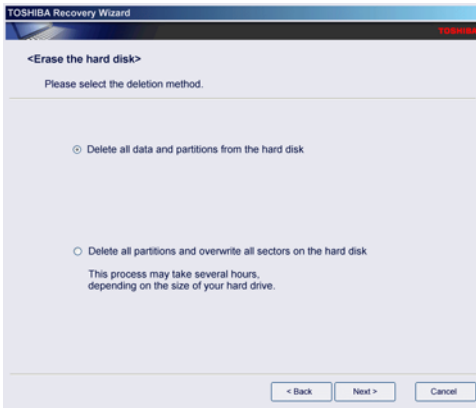 TOSHIBA Recovery Wizard
TOSHIBA
<Erase the hard disk>
Please select the deletion method.
Delete all data and partitions from the hard disk
Delete all partitions and overwrite all sectors on the hard disk
This process may take several hours,
depending on the size of your hard drive.
< Back
Next >
Cancel